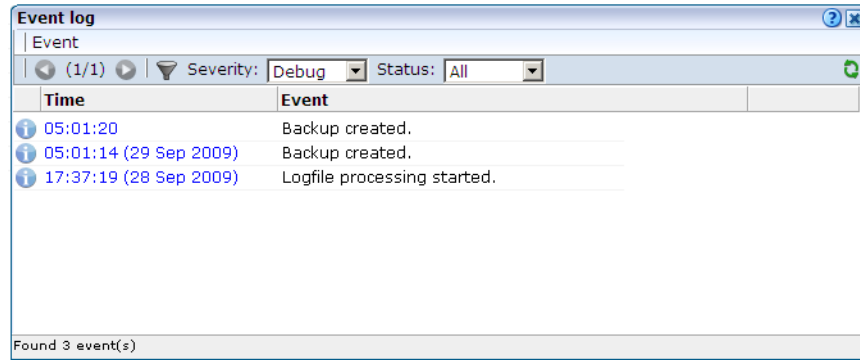 Event log
Event
(1/1) Severity: Debug Status: All
Time Event
05:01:20 Backup created.
05:01:14 (29 Sep 2009) Backup created.
17:37:19 (28 Sep 2009) Logfile processing started.
Found 3 event(s)